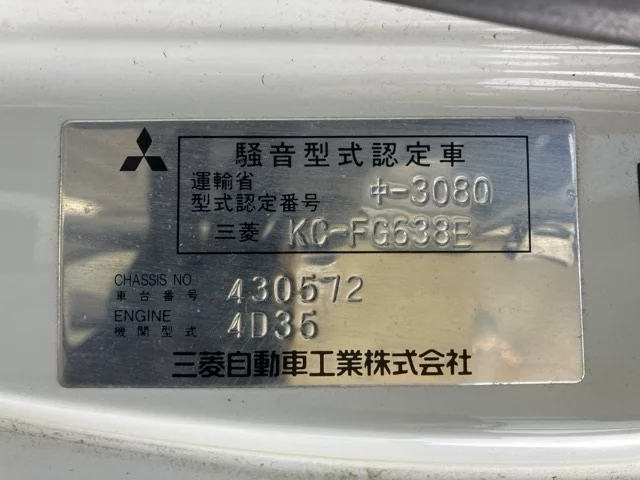 騒音型式認定車
運輸省
型式認定番号 中-3080
三菱 KC-FG638E
CHASSIS NO
車台番号 430572
ENGINE
機関型式 4D35
三菱自動車工業株式会社